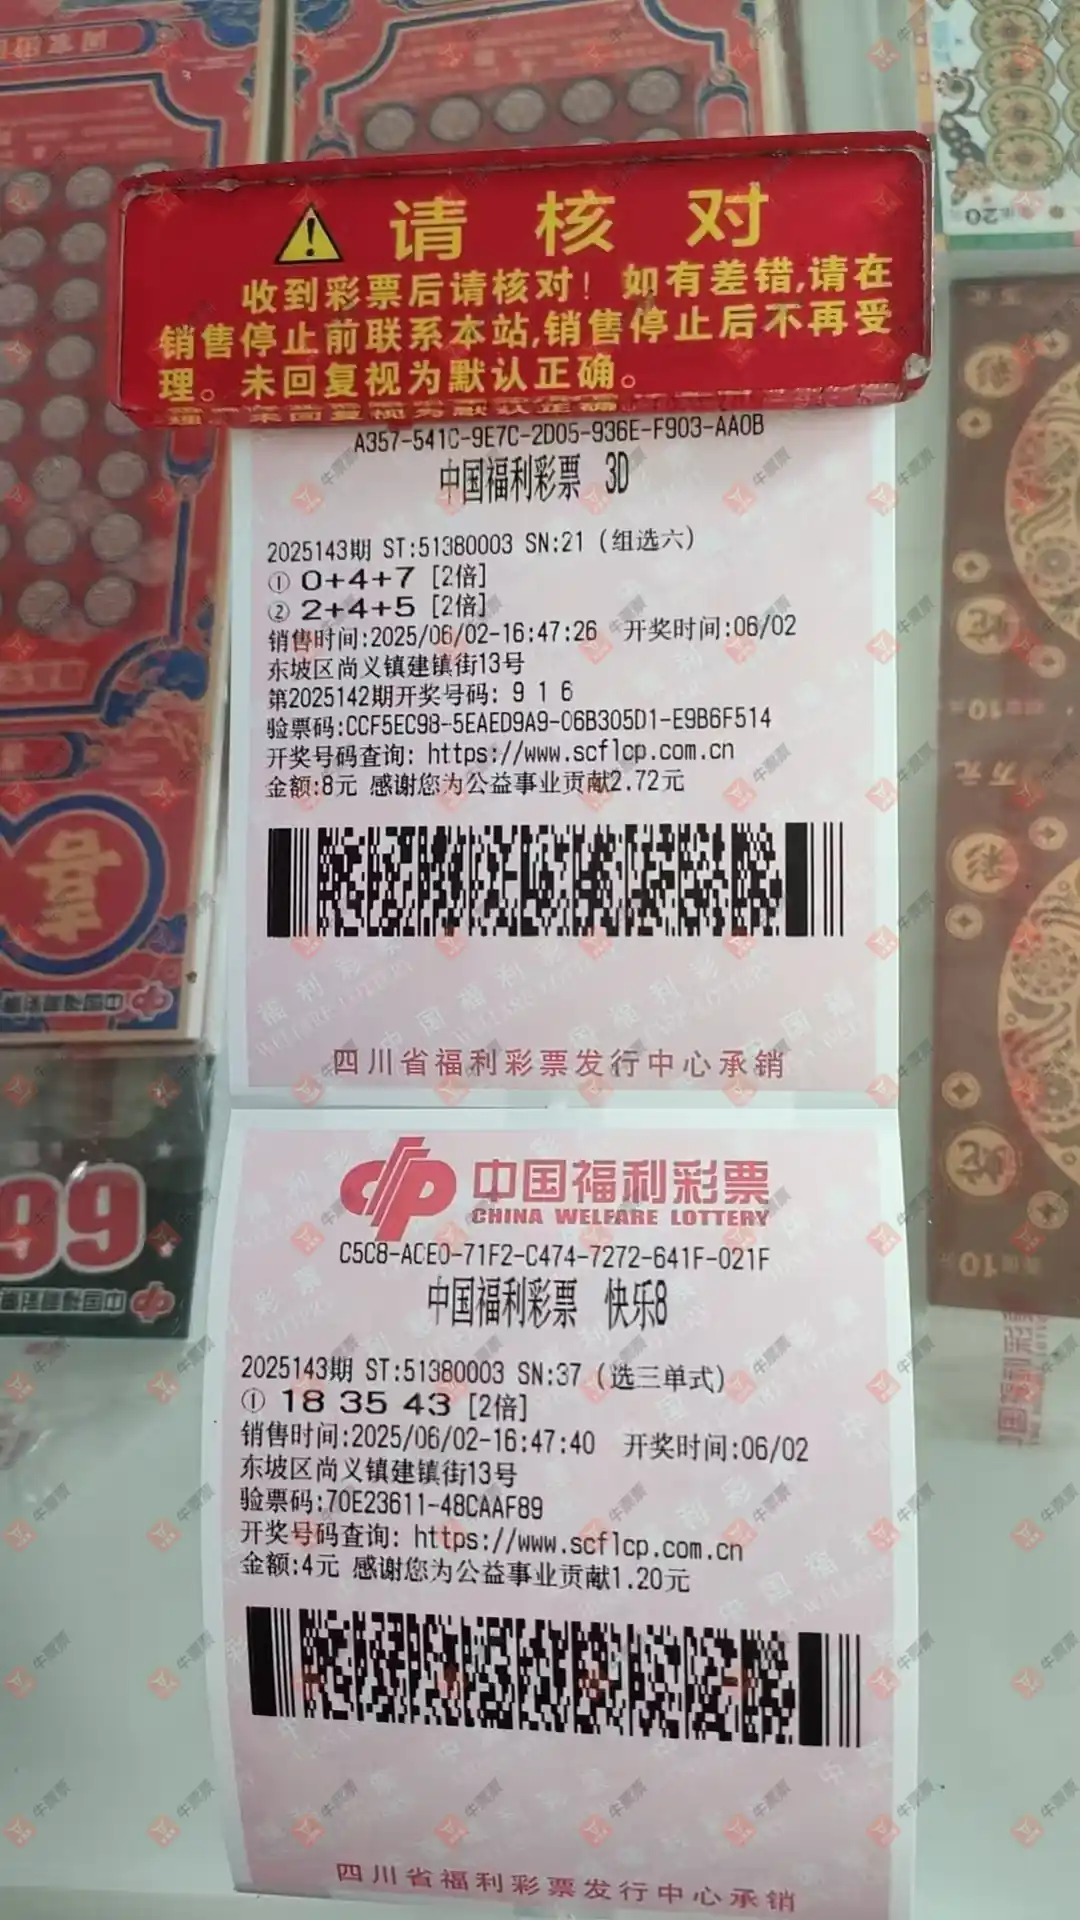 请核对
收到彩票后请核对！如有差错,请在
销售停止前联系本站,销售停止后不再受
理。未回复视为默认正确。
A357-541C-9E7C-2D05-936E-F903-AA0B
中国福利彩票 3D
2025143期 ST:51380003 SN:21 (组选六)
① 0+4+7 [2倍]
② 2+4+5 [2倍]
销售时间:2025/06/02-16:47:26 开奖时间:06/02
东坡区尚义镇建镇街13号
第2025142期开奖号码: 9 1 6
验票码:CCF5EC98-5EAED9A9-06B305D1-E9B6F514
开奖号码查询: https://www.scflcp.com.cn
金额:8元 感谢您为公益事业贡献2.72元
四川省福利彩票发行中心承销
中国福利彩票
CHINA WELFARE LOTTERY
C5C8-ACE0-71F2-C474-7272-641F-021F
中国福利彩票 快乐8
2025143期 ST:51380003 SN:37 (选三单式)
① 18 35 43 [2倍]
销售时间:2025/06/02-16:47:40 开奖时间:06/02
东坡区尚义镇建镇街13号
验票码:70E23611-48CAAF89
开奖号码查询: https://www.scflcp.com.cn
金额:4元 感谢您为公益事业贡献1.20元
四川省福利彩票发行中心承销